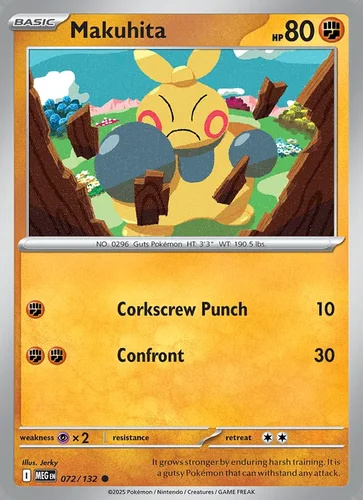 BASIC Makuhita HP 80
NO. 0296 Guts Pokémon HT: 3'3" WT: 190.5 lbs.
Corkscrew Punch 10
Confront 30
weakness ×2 resistance retreat
Illus. Jerky
It grows stronger by enduring harsh training. It is
I MEG EN 072/132 a gutsy Pokémon that can withstand any attack.
©2025 Pokémon / Nintendo / Creatures / GAME FREAK